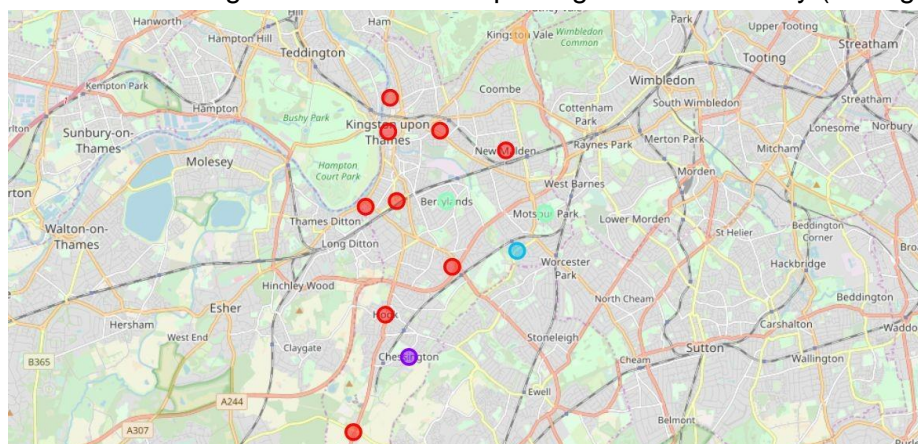 Hanworth
Ham
Kingston Vale
Wimbledon
Common
Park
Upper Tooting
Hampton Hill
Teddington
Streatham
Tooting
Kempton Park
Coombe
Wimbledon
Hampton
Bushy Park
Cottenham
Park
South Wimbledon
Streatham
Sunbury-on-
Thames
Kingston upon
Thames
Lonesome
Norbury
Molesey
New Malden
Raynes Park
Merton Park
Mitcham
Hampton
Court Park
Morden
West Barnes
Berrylands
Thames Ditton
Motspur Park
Lower Morden
Walton-on-
Thames
St Helier
Beddington
Corner
Long Ditton
Worcester
Park
Hackbridge
Hinchley Wood
Esher
North Cheam
Beddington
Hersham
Hook
Carshalton
Waddo
West End
Claygate
Stoneleigh
B365
Chessington
Cheam
Sutton
Wallington
Ewell
A244
Belmont
A307